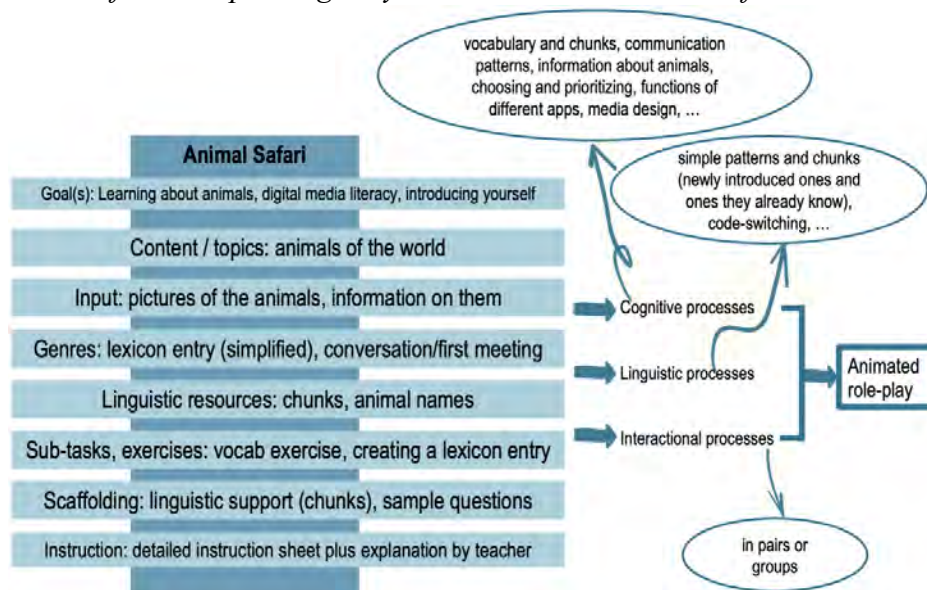 vocabulary and chunks, communication
patterns, information about animals,
choosing and prioritizing, functions of
different apps, media design, …
Animal Safari
Goal(s): Learning about animals, digital media literacy, introducing yourself
simple patterns and chunks
(newly introduced ones and
ones they already know),
code-switching, …
Content / topics: animals of the world
Input: pictures of the animals, information on them
Cognitive processes
Genres: lexicon entry (simplified), conversation/first meeting
Linguistic processes
Animated
role-play
Linguistic resources: chunks, animal names
Sub-tasks, exercises: vocab exercise, creating a lexicon entry
Interactional processes
Scaffolding: linguistic support (chunks), sample questions
Instruction: detailed instruction sheet plus explanation by teacher
in pairs or
groups